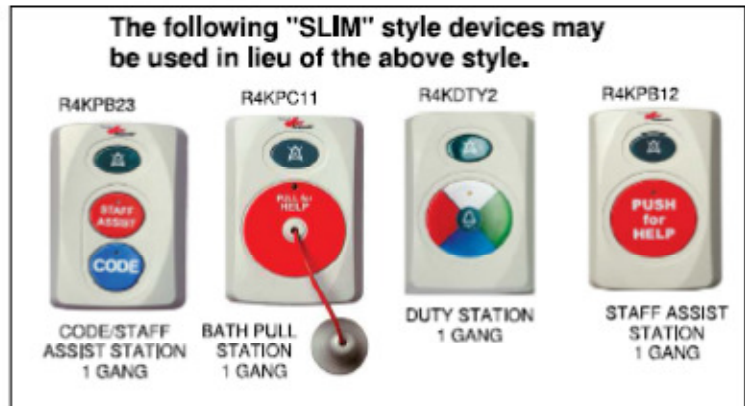 The following "SLIM" style devices may
be used in lieu of the above style.
R4KPB23
R4KPC11
R4KDTY2
R4KPB12
STAFF
ASSIST
CODE
PULL for
HELP
PUSH
for
HELP
CODE/STAFF
ASSIST STATION
1 GANG
BATH PULL
STATION
1 GANG
DUTY STATION
1 GANG
STAFF ASSIST
STATION
1 GANG